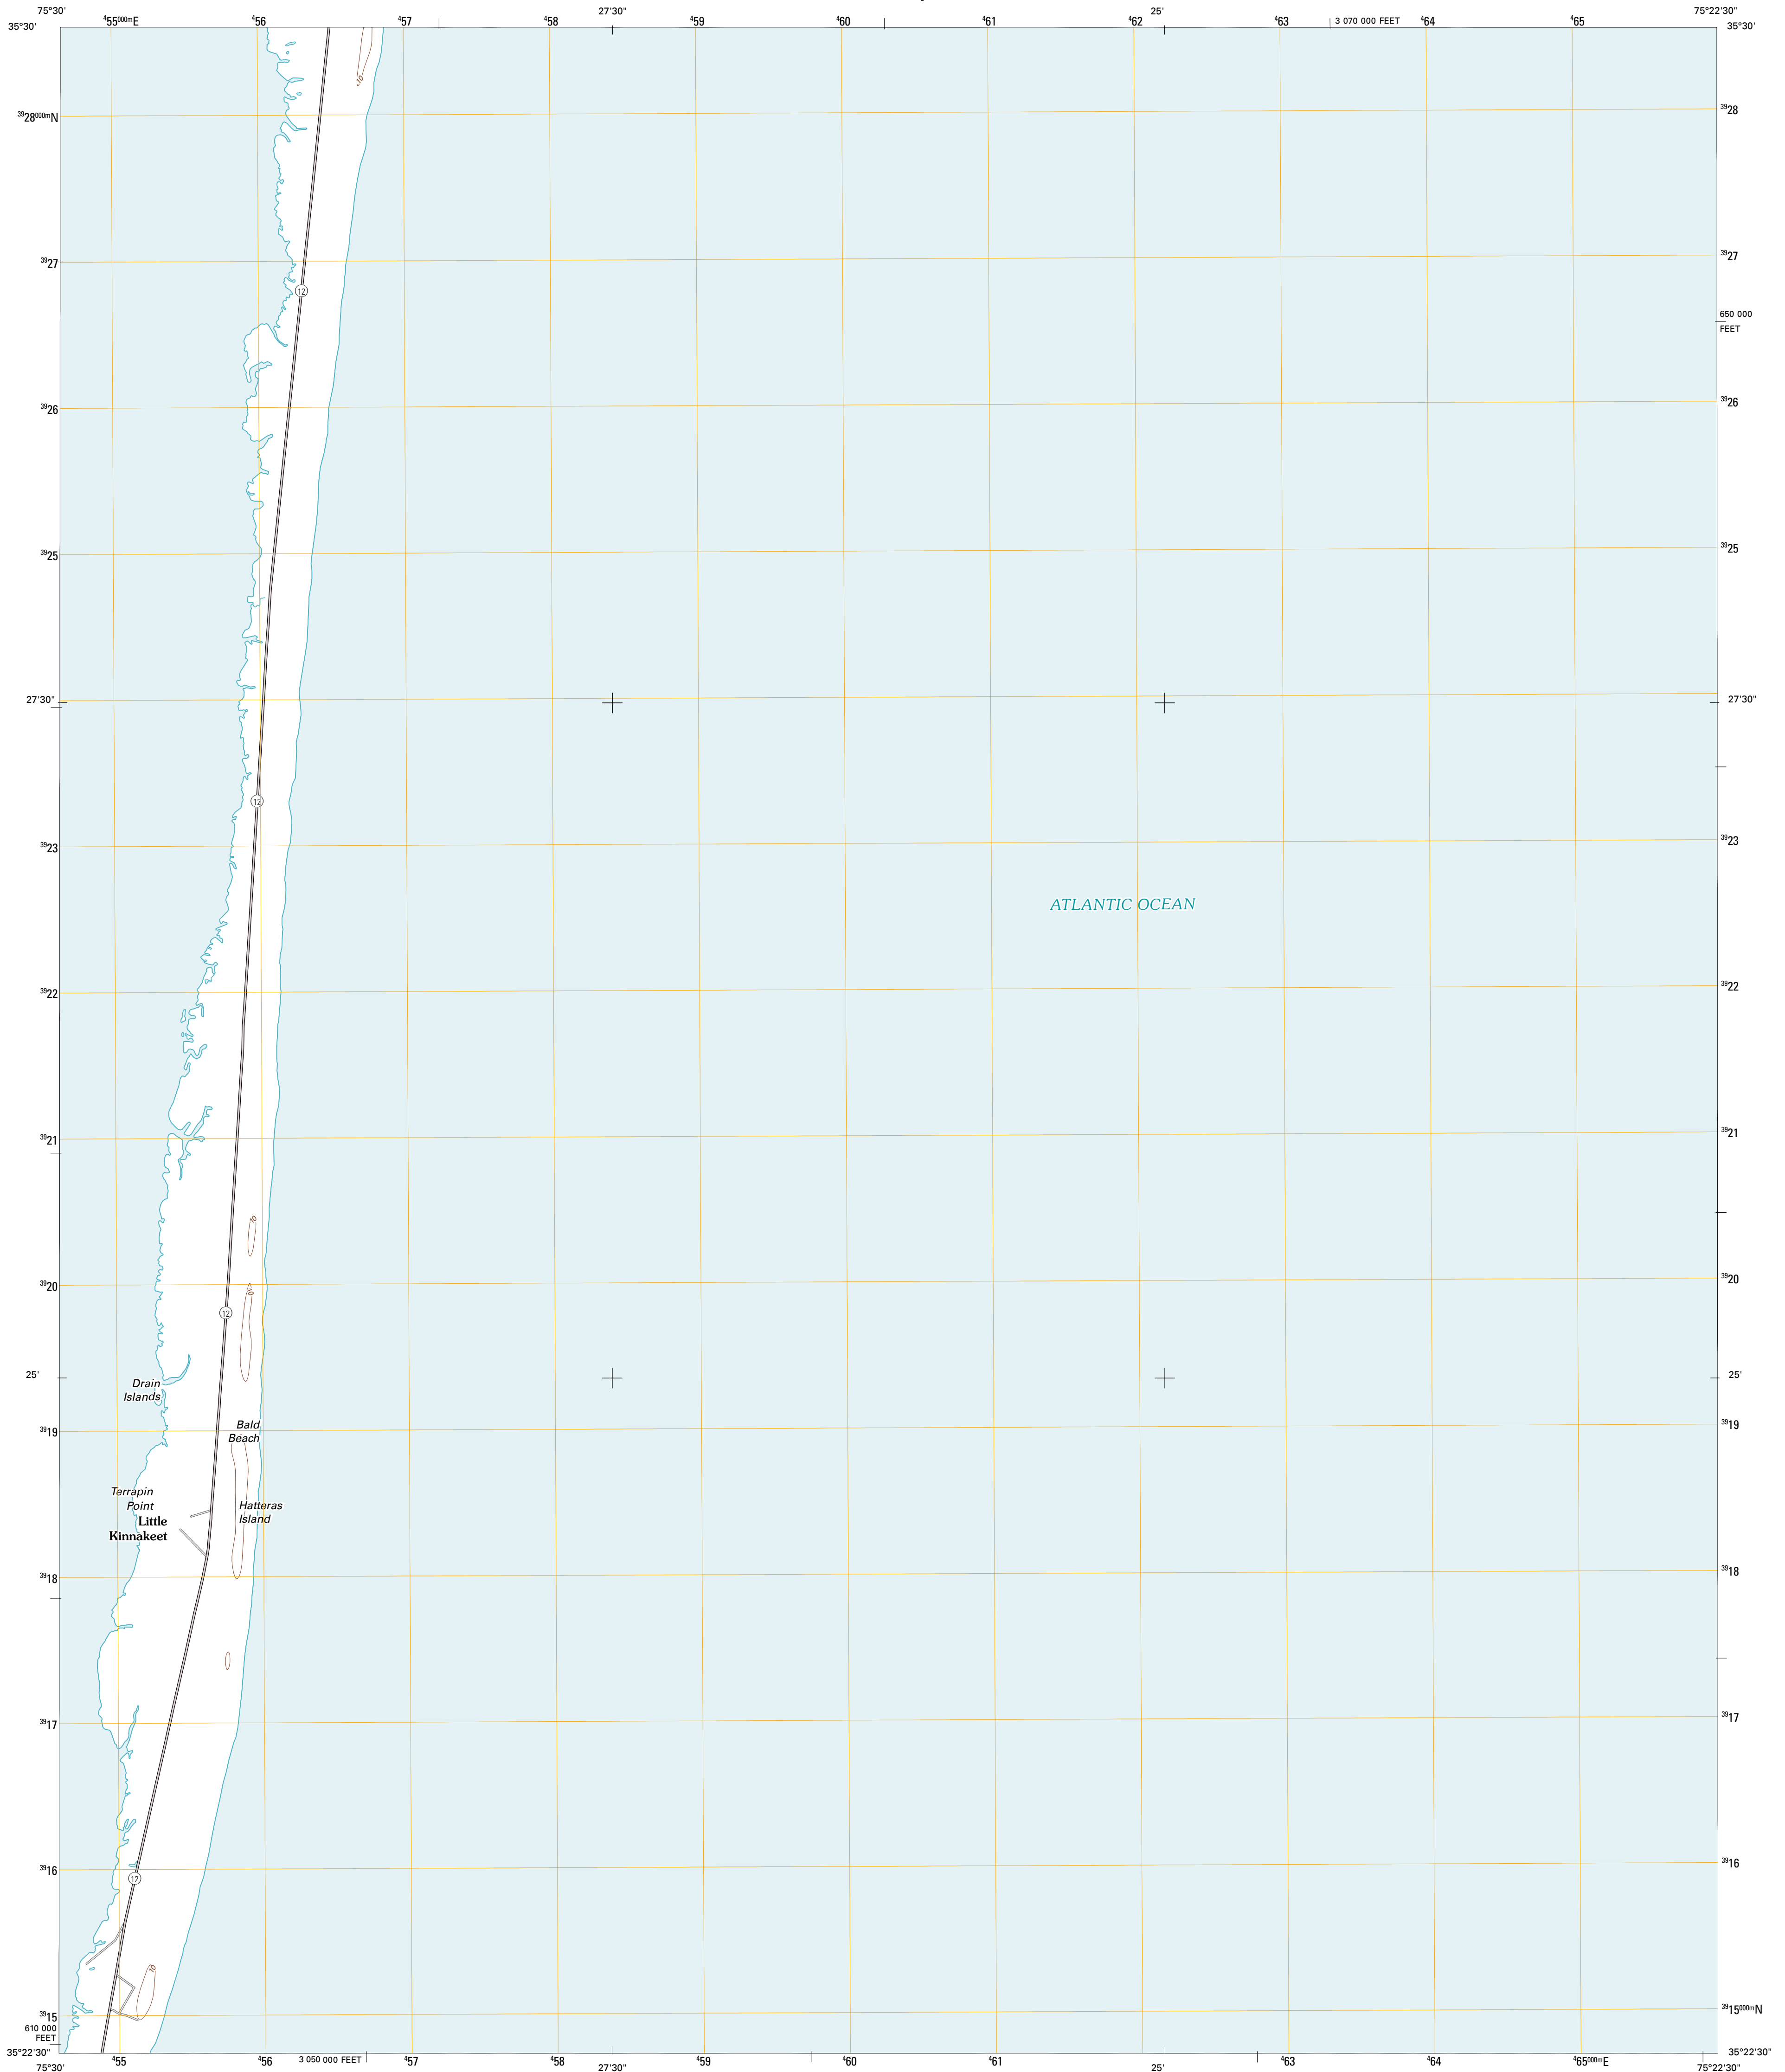 75°30' 455000mE 456 457 458 27'30" 459 460 461 462 25' 463 3 070 000 FEET 464 465 75°22'30"
35°30' 35°30'
10
3928000mN 3928
3927 3927
12
650 000
FEET
3926 3926
3925 3925
27'30" 27'30"
12
3923 3923
ATLANTIC OCEAN
3922 3922
3921 3921
10
3920 3920
10
12
25' 25'
Drain
Islands
Bald
Beach
3919 3919
Terrapin
Point
Hatteras
Island
Little
Kinnakeet
3918 3918
3917 3917
3916 3916
12
10
3915 3915000mN
610 000
FEET
35°22'30" 35°22'30"
455 456 3 050 000 FEET 457 458 459 460 461 463 464 465000mE
75°30' 27'30" 25' 75°22'30"